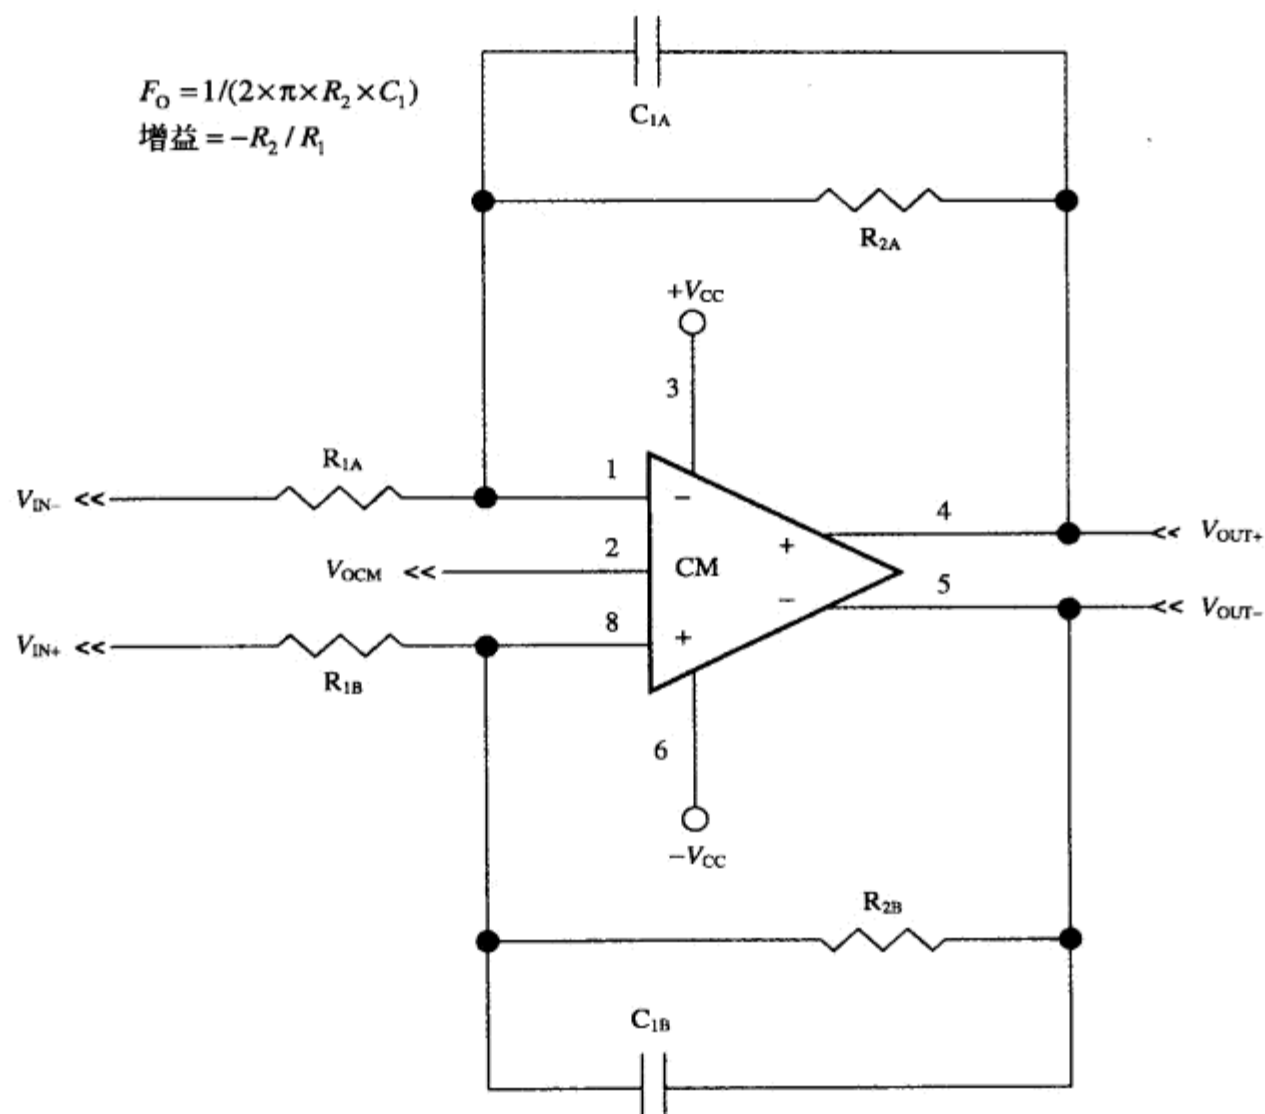 F_O = 1/(2×π×R_2×C_1)
增益 = −R_2 / R_1
C_1A
R_2A
+V_CC
3
R_1A
1
V_IN− <<
−
4
<< V_OUT+
+
2
V_OCM <<
CM
5
−
<< V_OUT−
8
V_IN+ <<
+
R_1B
6
−V_CC
R_2B
C_1B